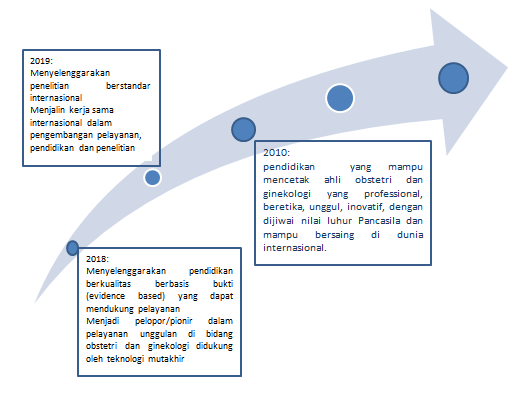 2019:
Menyelenggarakan
penelitian berstandar
internasional
Menjalin kerja sama
internasional dalam
pengembangan pelayanan,
pendidikan dan penelitian
2010:
pendidikan yang mampu
mencetak ahli obstetri dan
ginekologi yang professional,
beretika, unggul, inovatif, dengan
dijiwai nilai luhur Pancasila dan
mampu bersaing di dunia
internasional.
2018:
Menyelenggarakan pendidikan
berkualitas berbasis bukti
(evidence based) yang dapat
mendukung pelayanan
Menjadi pelopor/pionir dalam
pelayanan unggulan di bidang
obstetri dan ginekologi didukung
oleh teknologi mutakhir